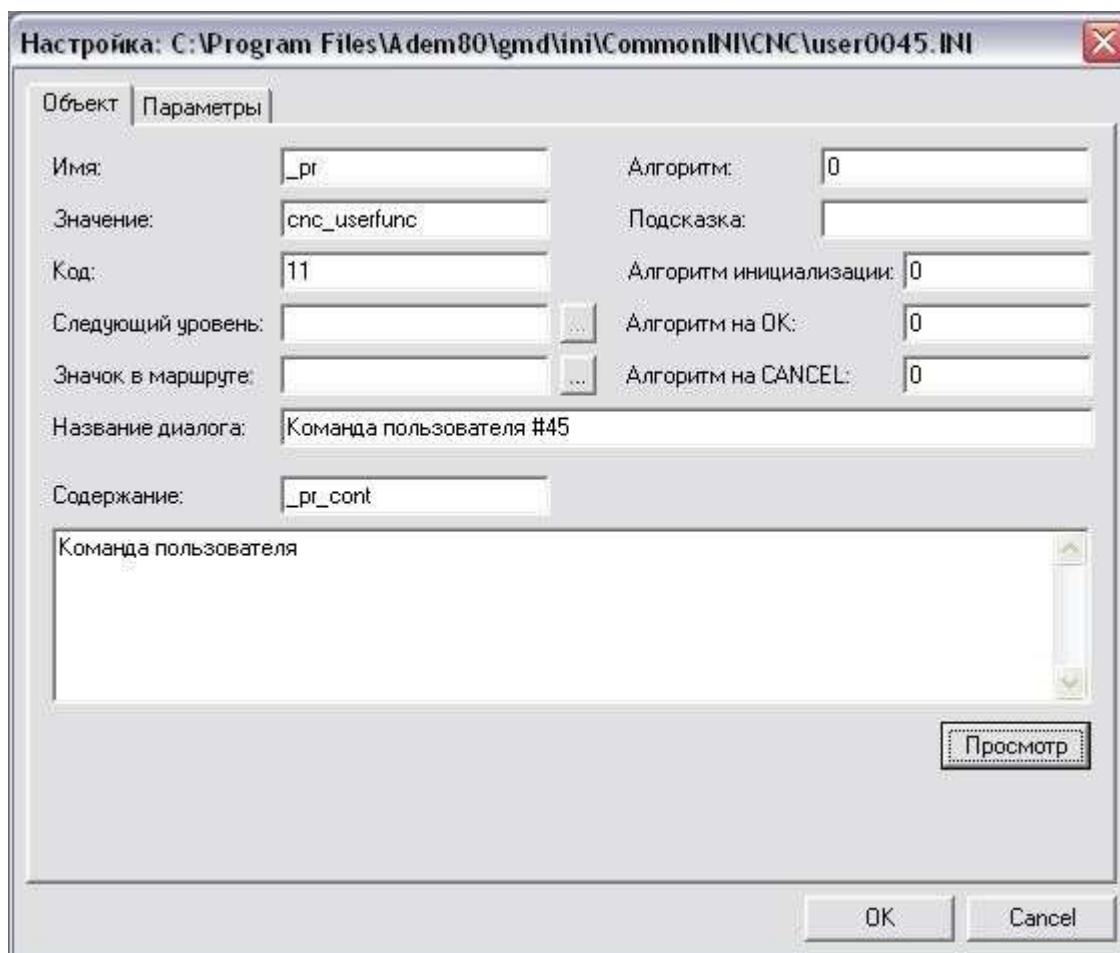 Настройка: C:\Program Files\Adem80\gmd\ini\CommonINI\CNC\user0045.INI
Объект Параметры
Имя: _pr Алгоритм: 0
Значение: cnc_userfunc Подсказка:
Код: 11 Алгоритм инициализации: 0
Следующий уровень: ... Алгоритм на OK: 0
Значок в маршруте: ... Алгоритм на CANCEL: 0
Название диалога: Команда пользователя #45
Содержание: _pr_cont
Команда пользователя
Просмотр
OK Cancel